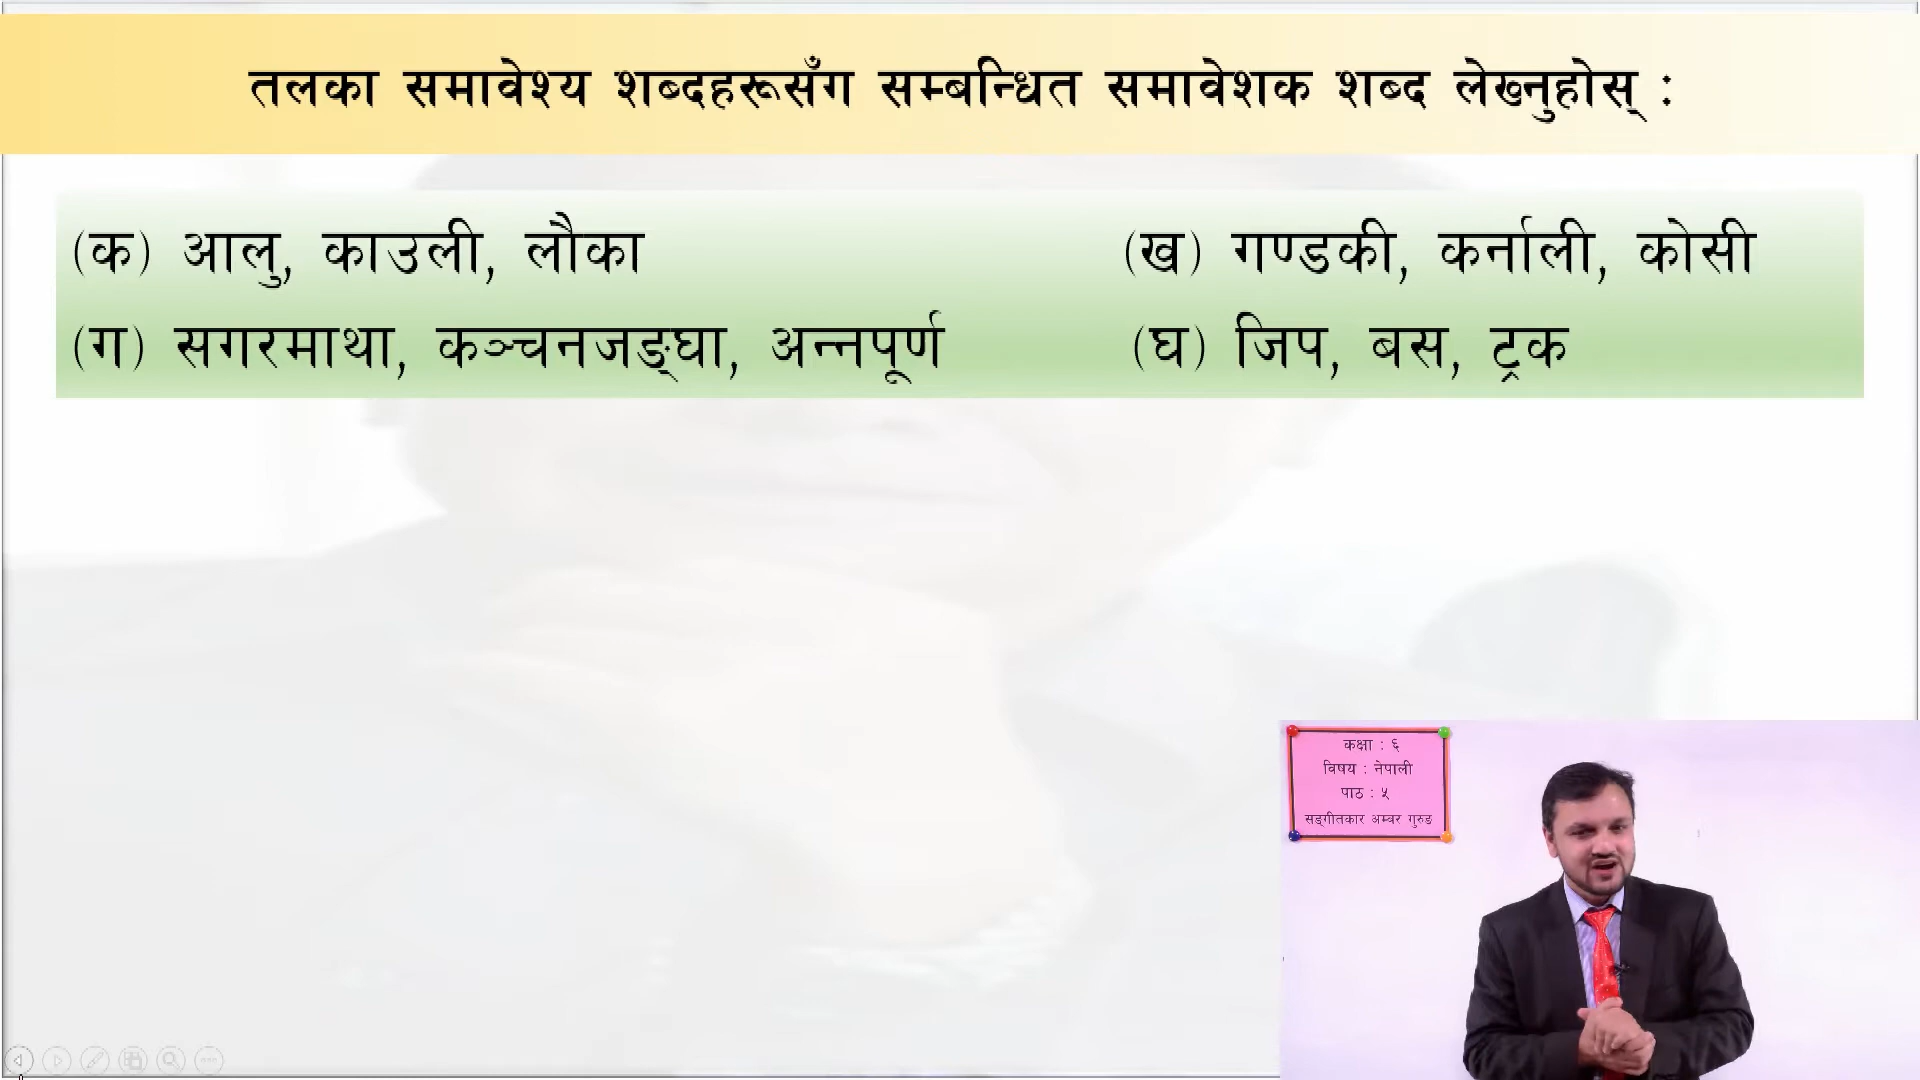 तलका समावेश्य शब्दहरूसँग सम्बन्धित समावेशक शब्द लेख्नुहोस् :
(क) आलु, काउली, लौका (ख) गण्डकी, कर्नाली, कोसी
(ग) सगरमाथा, कञ्चनजङ्घा, अन्नपूर्ण (घ) जिप, बस, ट्रक
कक्षा : ६
विषय : नेपाली
पाठ : ५
सङ्गीतकार अम्बर गुरुङ